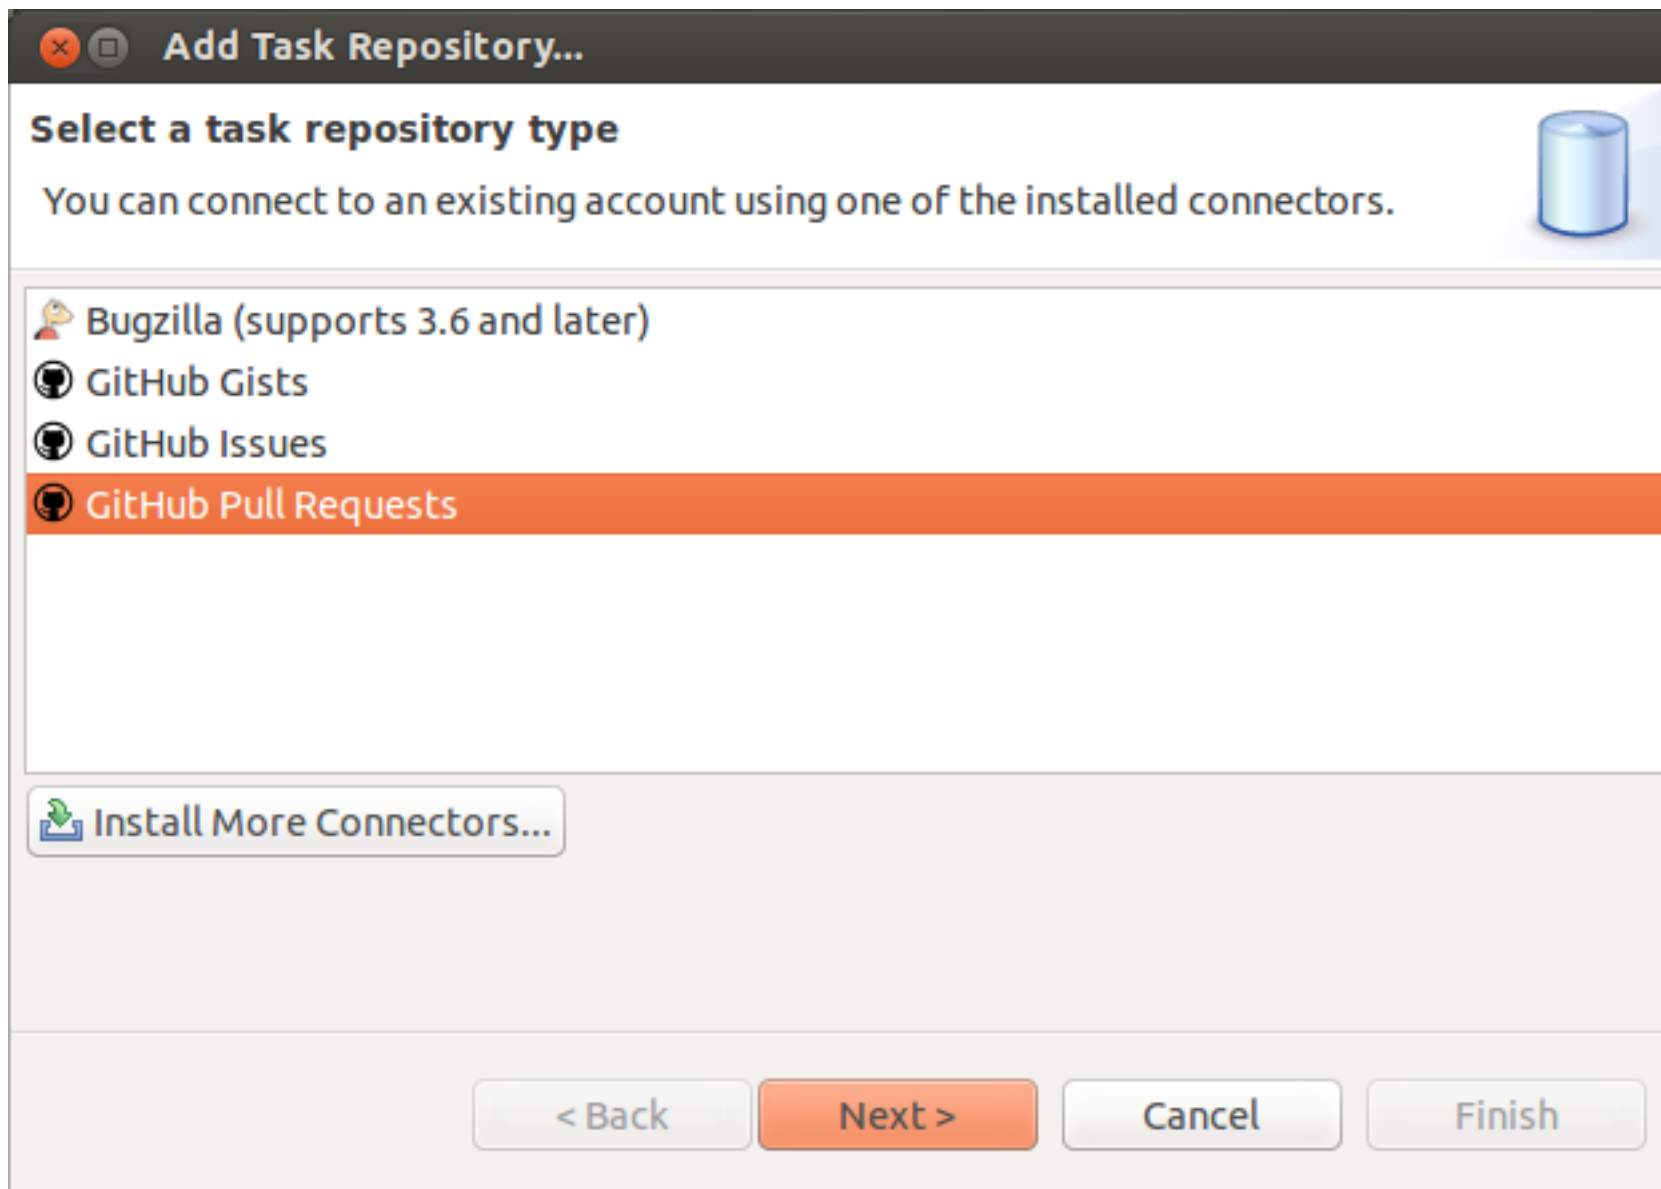 Add Task Repository...
Select a task repository type
You can connect to an existing account using one of the installed connectors.
Bugzilla (supports 3.6 and later)
GitHub Gists
GitHub Issues
GitHub Pull Requests
Install More Connectors...
< Back Next > Cancel Finish